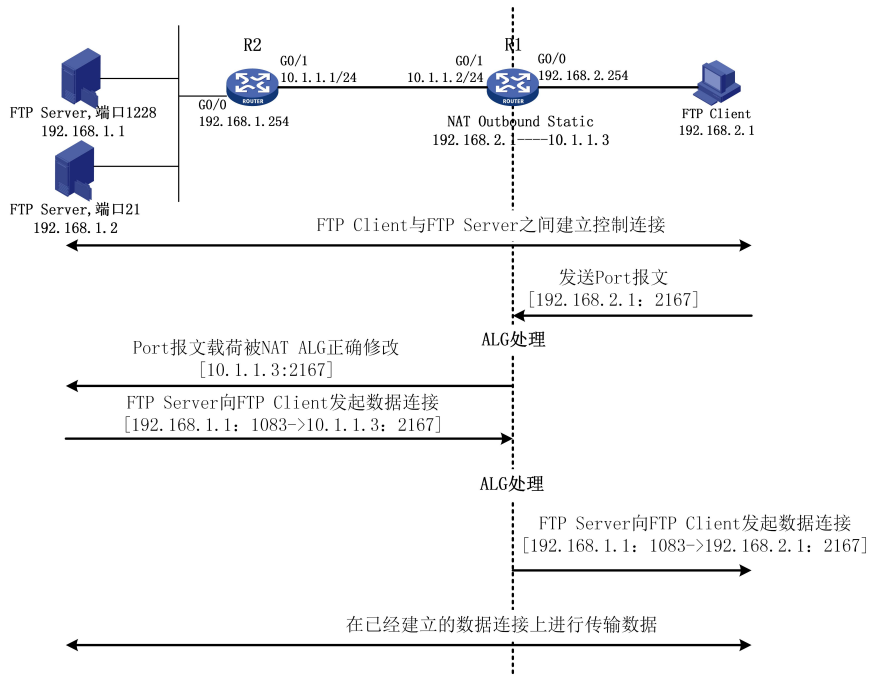 R2
R1
G0/1
10.1.1.1/24
G0/1
10.1.1.2/24
G0/0
192.168.2.254
ROUTER
ROUTER
FTP Server,端口1228
192.168.1.1
G0/0
192.168.1.254
NAT Outbound Static
192.168.2.1----10.1.1.3
FTP Client
192.168.2.1
FTP Server,端口21
192.168.1.2
FTP Client与FTP Server之间建立控制连接
发送Port报文
[192.168.2.1: 2167]
ALG处理
Port报文载荷被NAT ALG正确修改
[10.1.1.3:2167]
FTP Server向FTP Client发起数据连接
[192.168.1.1: 1083->10.1.1.3: 2167]
ALG处理
FTP Server向FTP Client发起数据连接
[192.168.1.1: 1083->192.168.2.1: 2167]
在已经建立的数据连接上进行传输数据